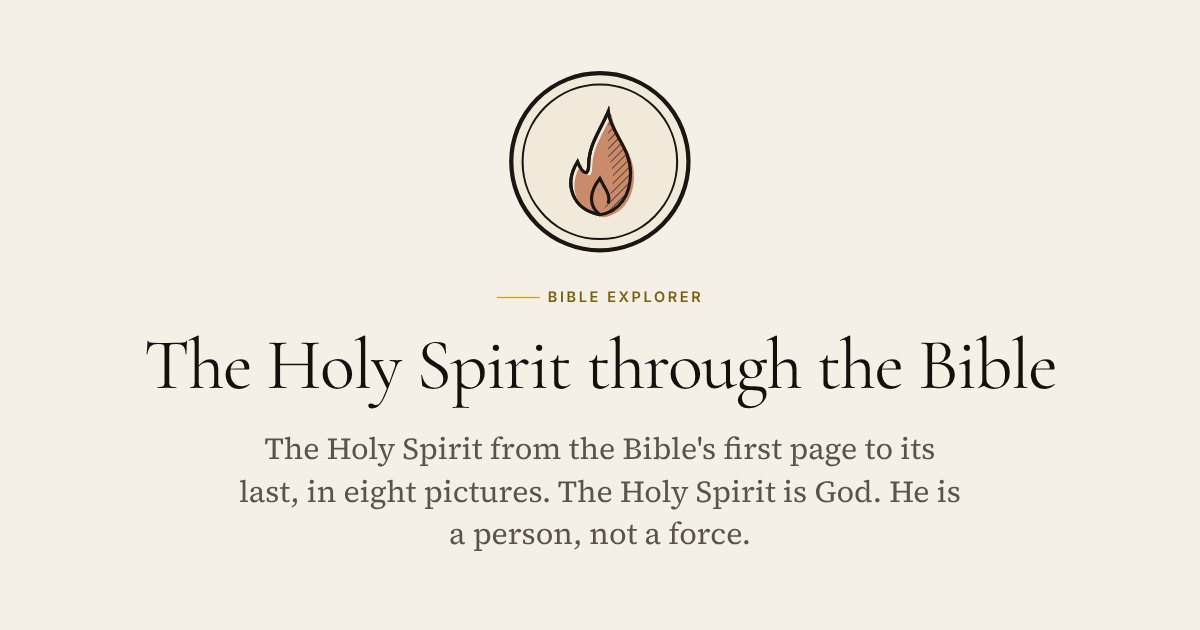 BIBLE EXPLORER
The Holy Spirit through the Bible
The Holy Spirit from the Bible's first page to its
last, in eight pictures. The Holy Spirit is God. He is
a person, not a force.